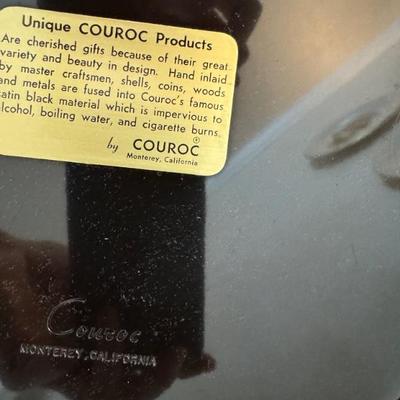 Unique COUROC Products
Are cherished gifts because of their great
variety and beauty in design. Hand inlaid
by master craftsmen, shells, coins, woods
and metals are fused into Couroc's famous
satin black material which is impervious to
alcohol, boiling water, and cigarette burns.
by COUROC®
Monterey, California
Couroc
MONTEREY, CALIFORNIA